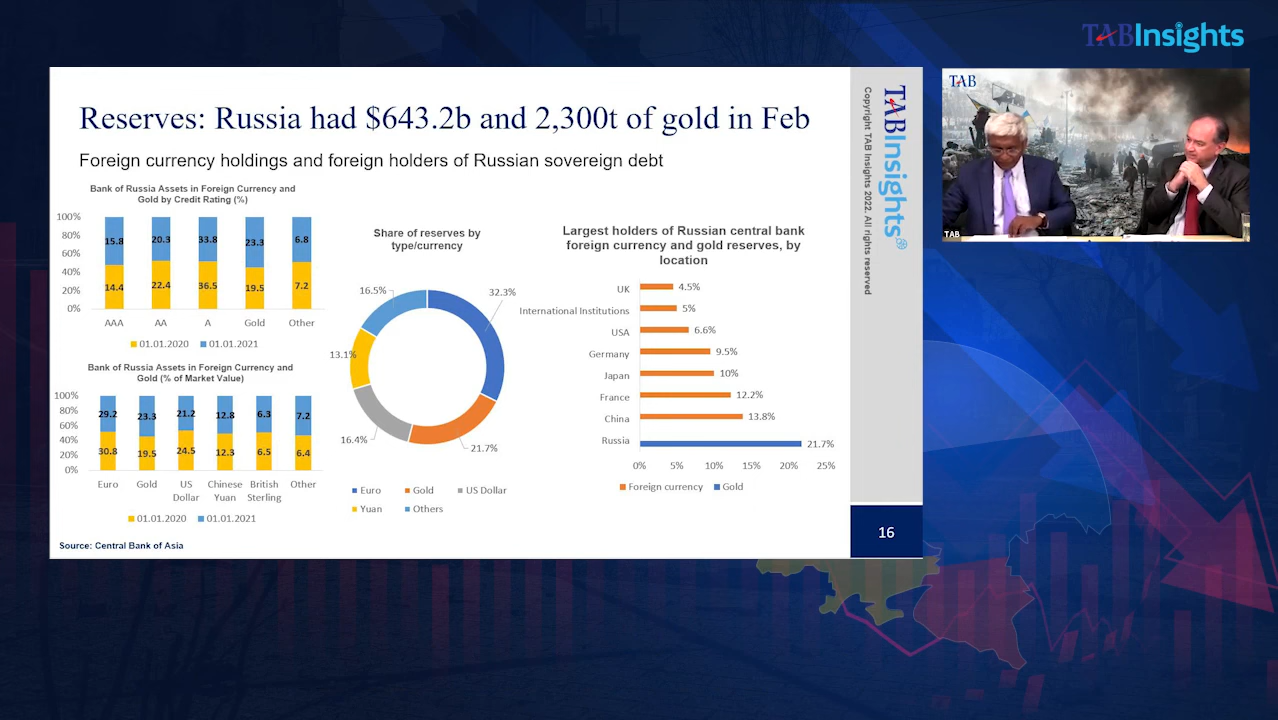 TABInsights
Reserves: Russia had $643.2b and 2,300t of gold in Feb
Foreign currency holdings and foreign holders of Russian sovereign debt
Bank of Russia Assets in Foreign Currency and
Gold by Credit Rating (%)
100%
80%
60%
40%
20%
0%
15.8 20.3 33.8 23.3 6.8
14.4 22.4 36.5 19.5 7.2
AAA AA A Gold Other
01.01.2020 01.01.2021
Bank of Russia Assets in Foreign Currency and
Gold (% of Market Value)
100%
80%
60%
40%
20%
0%
29.2 23.3 21.2 12.8 6.3 7.2
30.8 19.5 24.5 12.3 6.5 6.4
Euro Gold US Chinese British Other
Dollar Yuan Sterling
01.01.2020 01.01.2021
Source: Central Bank of Asia
Share of reserves by
type/currency
16.5%
32.3%
13.1%
16.4%
21.7%
Euro Gold US Dollar
Yuan Others
Largest holders of Russian central bank
foreign currency and gold reserves, by
location
UK 4.5%
International Institutions 5%
USA 6.6%
Germany 9.5%
Japan 10%
France 12.2%
China 13.8%
Russia 21.7%
0% 5% 10% 15% 20% 25%
Foreign currency Gold
TABInsights
Copyright TAB Insights 2022. All rights reserved
16
TAB
TAB